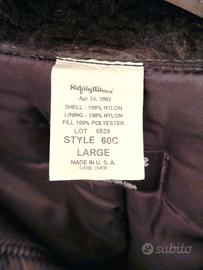 RefrigiWear
Apr 26, 2002
SHELL - 100% NYLON
LINING - 100% NYLON
FILL 100% POLYESTER
LOT 6539
STYLE 60C
LARGE
MADE IN U.S.A
CARE OVER
subito